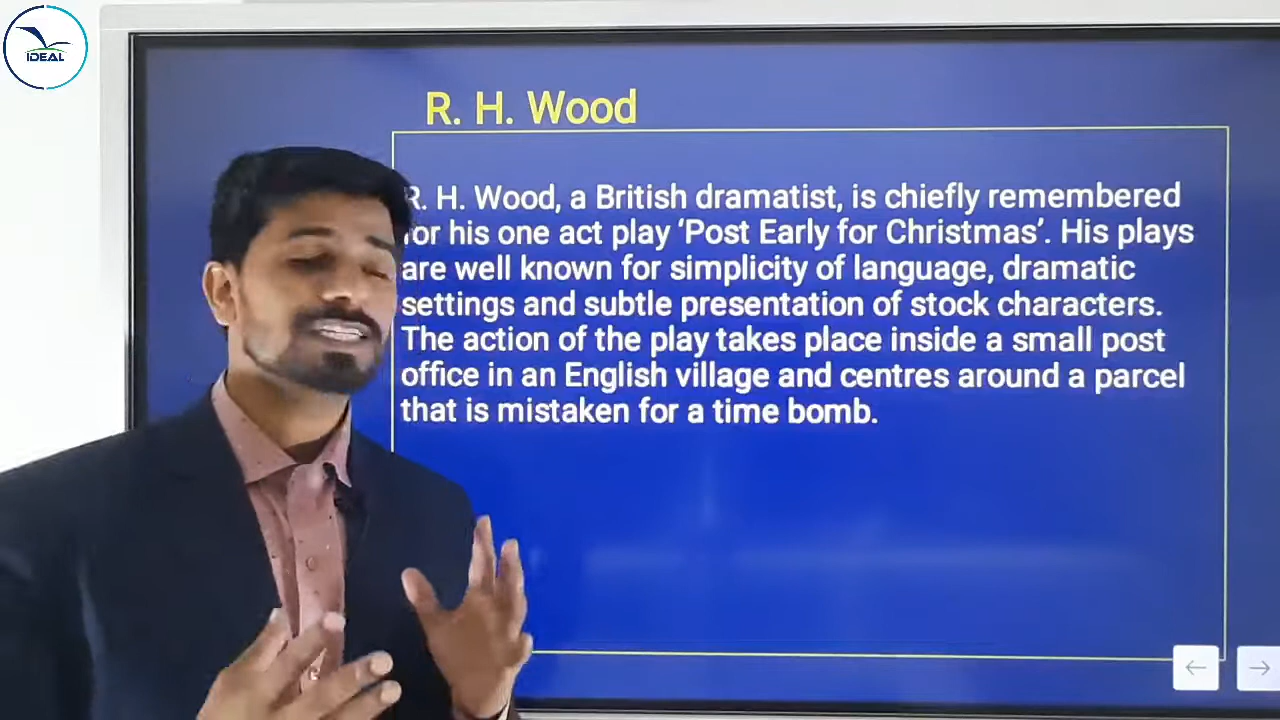 IDEAL
R. H. Wood
R. H. Wood, a British dramatist, is chiefly remembered
for his one act play ‘Post Early for Christmas’. His plays
are well known for simplicity of language, dramatic
settings and subtle presentation of stock characters.
The action of the play takes place inside a small post
office in an English village and centres around a parcel
that is mistaken for a time bomb.